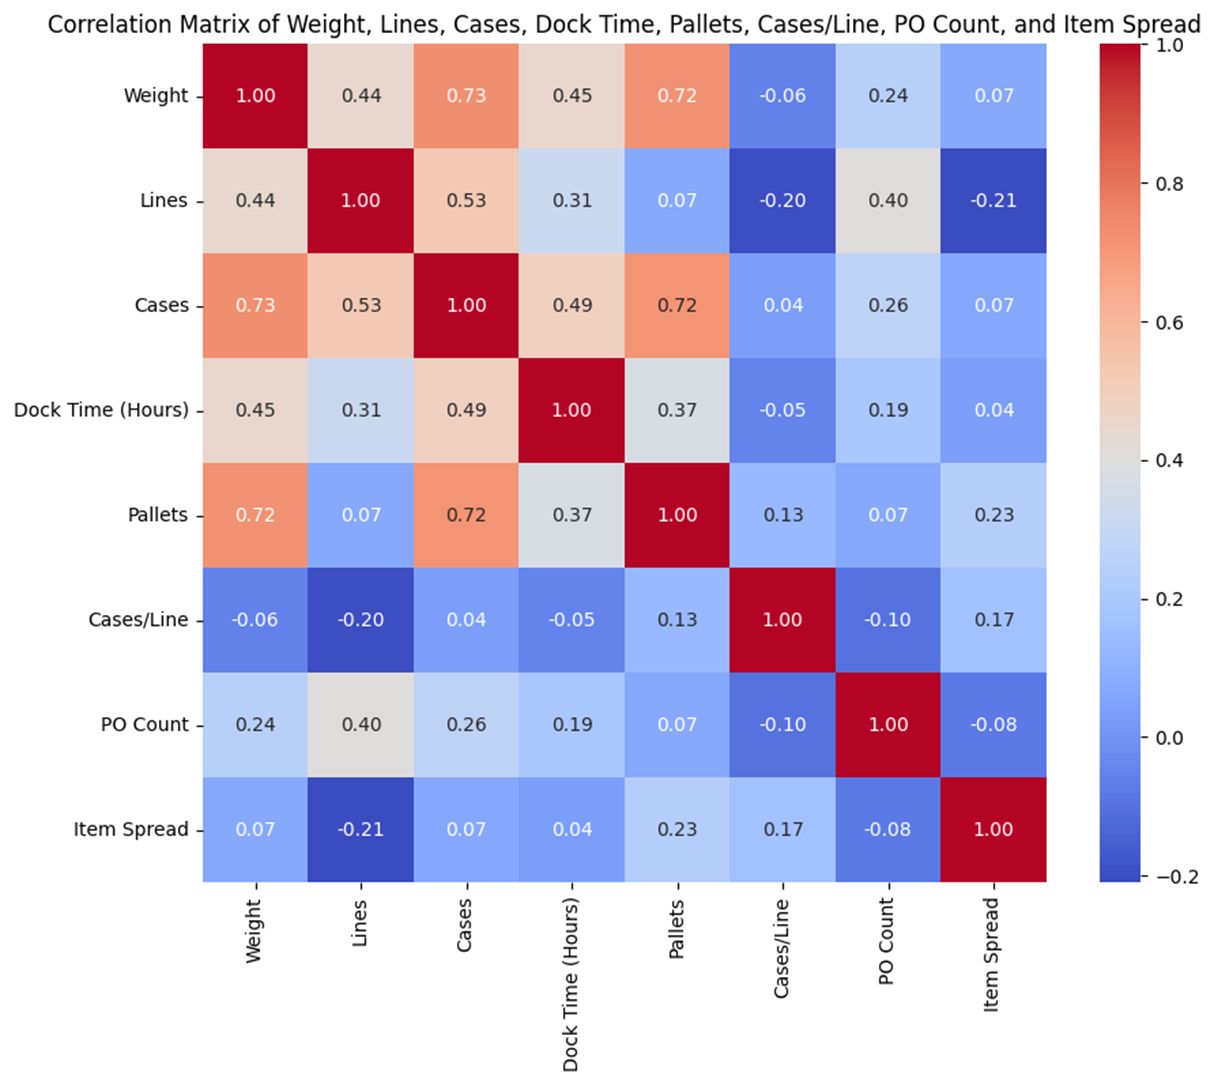 Correlation Matrix of Weight, Lines, Cases, Dock Time, Pallets, Cases/Line, PO Count, and Item Spread
Weight 1.00 0.44 0.73 0.45 0.72 -0.06 0.24 0.07
Lines 0.44 1.00 0.53 0.31 0.07 -0.20 0.40 -0.21
Cases 0.73 0.53 1.00 0.49 0.72 0.04 0.26 0.07
Dock Time (Hours) 0.45 0.31 0.49 1.00 0.37 -0.05 0.19 0.04
Pallets 0.72 0.07 0.72 0.37 1.00 0.13 0.07 0.23
Cases/Line -0.06 -0.20 0.04 -0.05 0.13 1.00 -0.10 0.17
PO Count 0.24 0.40 0.26 0.19 0.07 -0.10 1.00 -0.08
Item Spread 0.07 -0.21 0.07 0.04 0.23 0.17 -0.08 1.00
Weight
Lines
Cases
Dock Time (Hours)
Pallets
Cases/Line
PO Count
Item Spread
1.0
0.8
0.6
0.4
0.2
0.0
−0.2